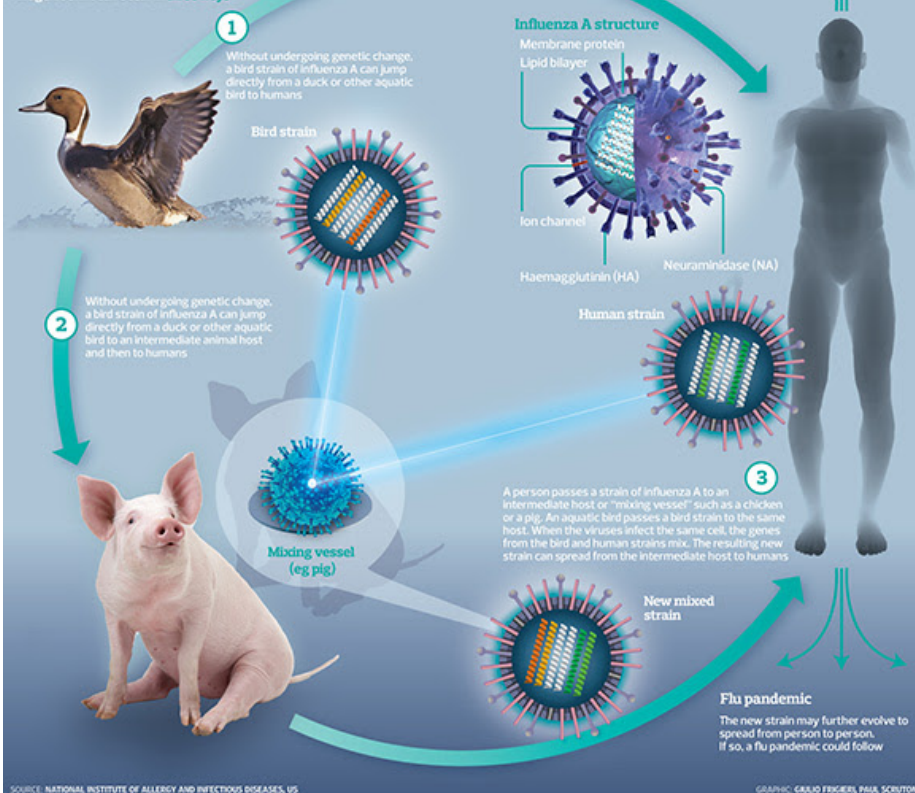 1
Without undergoing genetic change,
a bird strain of influenza A can jump
directly from a duck or other aquatic
bird to humans
Bird strain
Influenza A structure
Membrane protein
Lipid bilayer
Ion channel
Haemagglutinin (HA)
Neuraminidase (NA)
Human strain
2
Without undergoing genetic change,
a bird strain of influenza A can jump
directly from a duck or other aquatic
bird to an intermediate animal host
and then to humans
Mixing vessel
(eg pig)
3
A person passes a strain of influenza A to an
intermediate host or "mixing vessel" such as a chicken
or a pig. An aquatic bird passes a bird strain to the same
host. When the viruses infect the same cell, the genes
from the bird and human strains mix. The resulting new
strain can spread from the intermediate host to humans
New mixed
strain
Flu pandemic
The new strain may further evolve to
spread from person to person.
If so, a flu pandemic could follow
SOURCE: NATIONAL INSTITUTE OF ALLERGY AND INFECTIOUS DISEASES, US
GRAPHIC: GIULIO FRIGIERI, PAUL SCRUTON